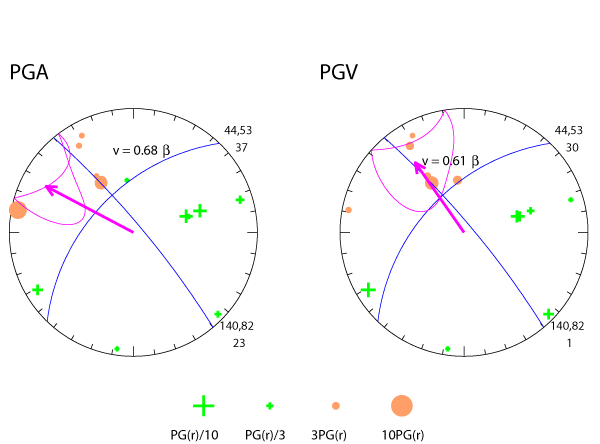 PGA
PGV
44,53
37
v = 0.68 β
44,53
30
v = 0.61 β
140,82
23
140,82
1
PG(r)/10
PG(r)/3
3PG(r)
10PG(r)